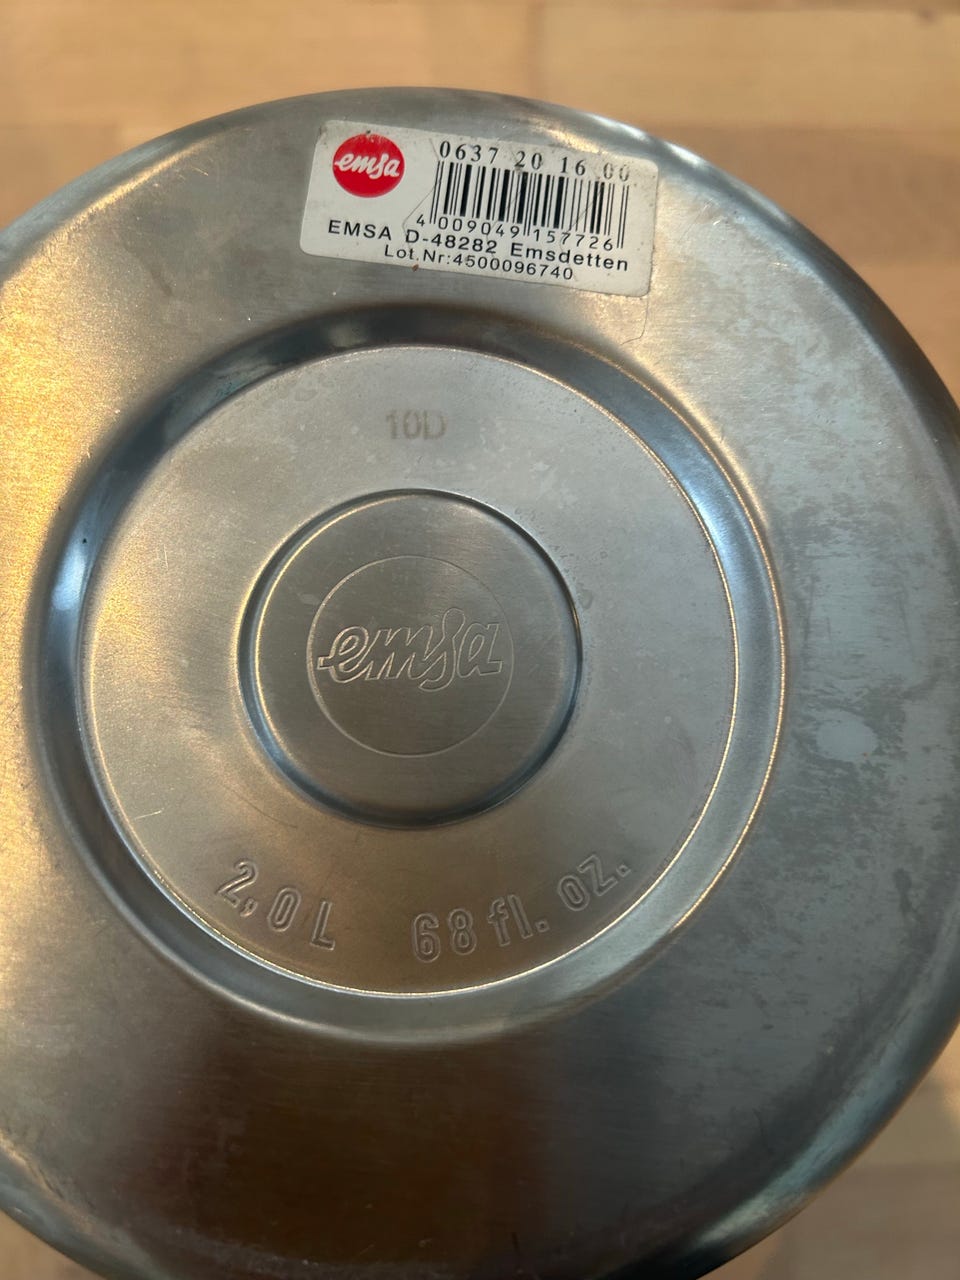 emsa
0637 20 16 00
4 009049 157726
EMSA D-48282 Emsdetten
Lot.Nr:4500096740
10D
emsa
2,0 L 68 fl. oz.